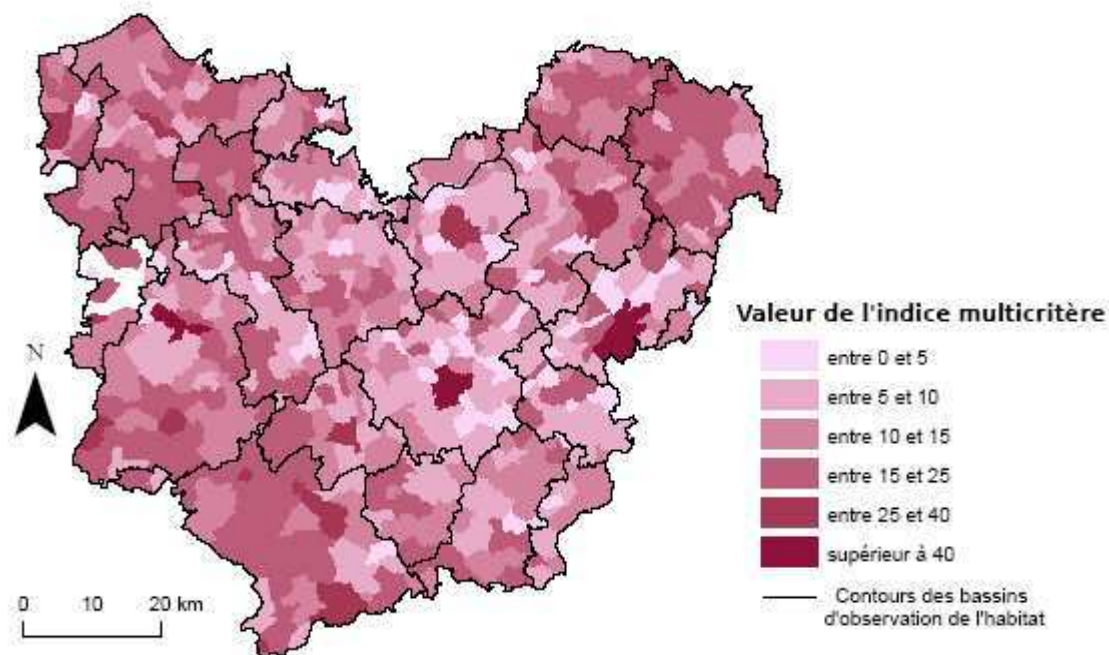 Valeur de l'indice multicritère
entre 0 et 5
entre 5 et 10
entre 10 et 15
entre 15 et 25
entre 25 et 40
supérieur à 40
Contours des bassins
d'observation de l'habitat
N
0 10 20 km